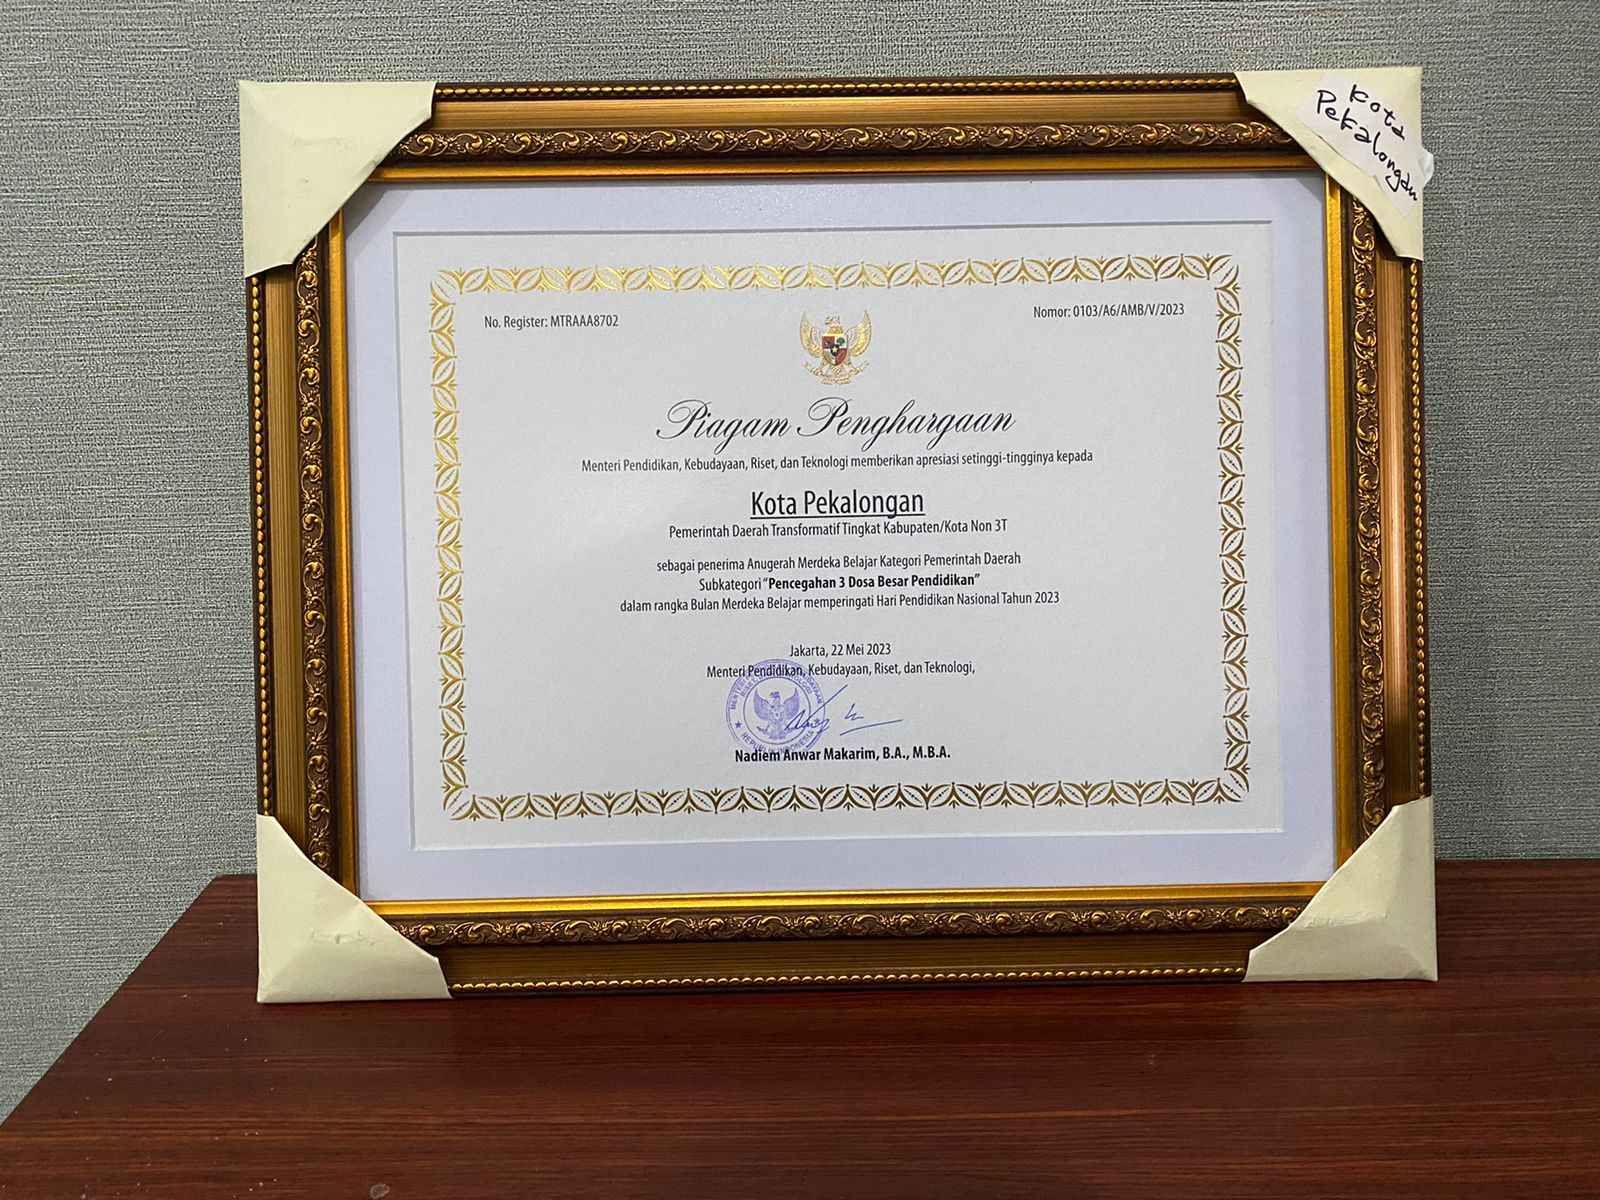 Kota
Pekalongan
No. Register: MTRAAA8702
Nomor: 0103/A6/AMB/V/2023
Piagam Penghargaan
Menteri Pendidikan, Kebudayaan, Riset, dan Teknologi memberikan apresiasi setinggi-tingginya kepada
Kota Pekalongan
Pemerintah Daerah Transformatif Tingkat Kabupaten/Kota Non 3T
sebagai penerima Anugerah Merdeka Belajar Kategori Pemerintah Daerah
Subkategori "Pencegahan 3 Dosa Besar Pendidikan"
dalam rangka Bulan Merdeka Belajar memperingati Hari Pendidikan Nasional Tahun 2023
Jakarta, 22 Mei 2023
Menteri Pendidikan, Kebudayaan, Riset, dan Teknologi,
REPUBLIK INDONESIA
Nadiem Anwar Makarim, B.A., M.B.A.